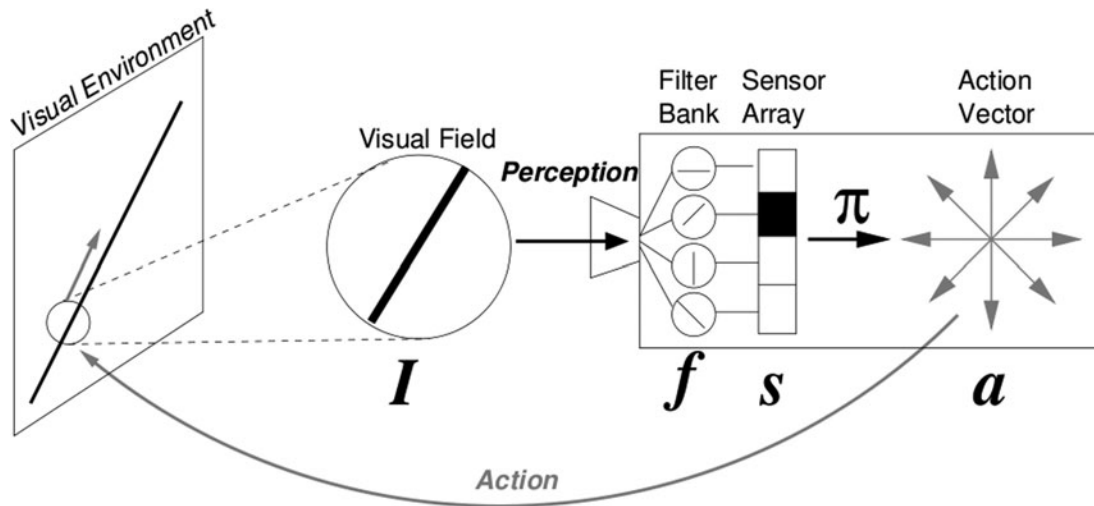 Visual Environment
Visual Field
Perception
Filter
Bank
Sensor
Array
Action
Vector
π
I
f
s
a
Action